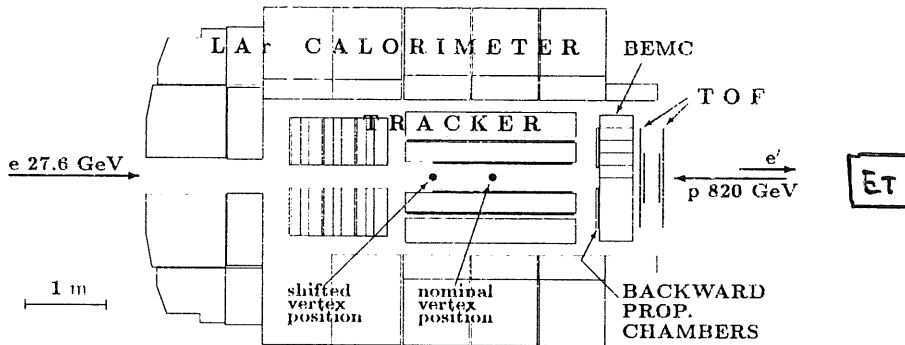 LAr CALORIMETER
BEMC
TOF
TRACKER
e 27.6 GeV
e'
p 820 GeV
ET
1 m
shifted
vertex
position
nominal
vertex
position
BACKWARD
PROP.
CHAMBERS